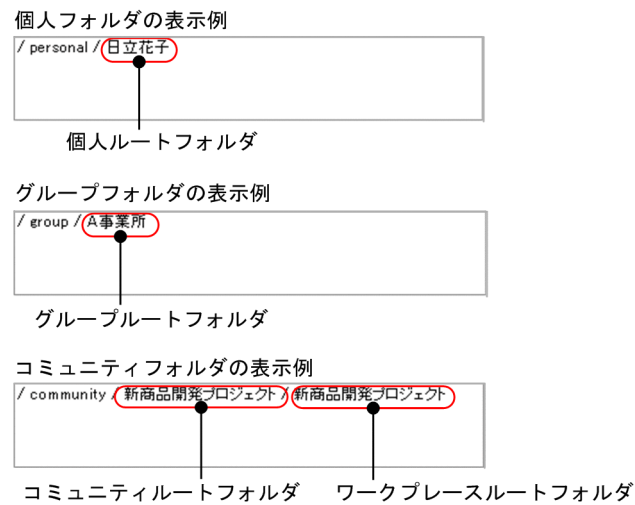 個人フォルダの表示例
/ personal / 日立花子
個人ルートフォルダ
グループフォルダの表示例
/ group / A事業所
グループルートフォルダ
コミュニティフォルダの表示例
/ community / 新商品開発プロジェクト / 新商品開発プロジェクト
コミュニティルートフォルダ ワークプレースルートフォルダ